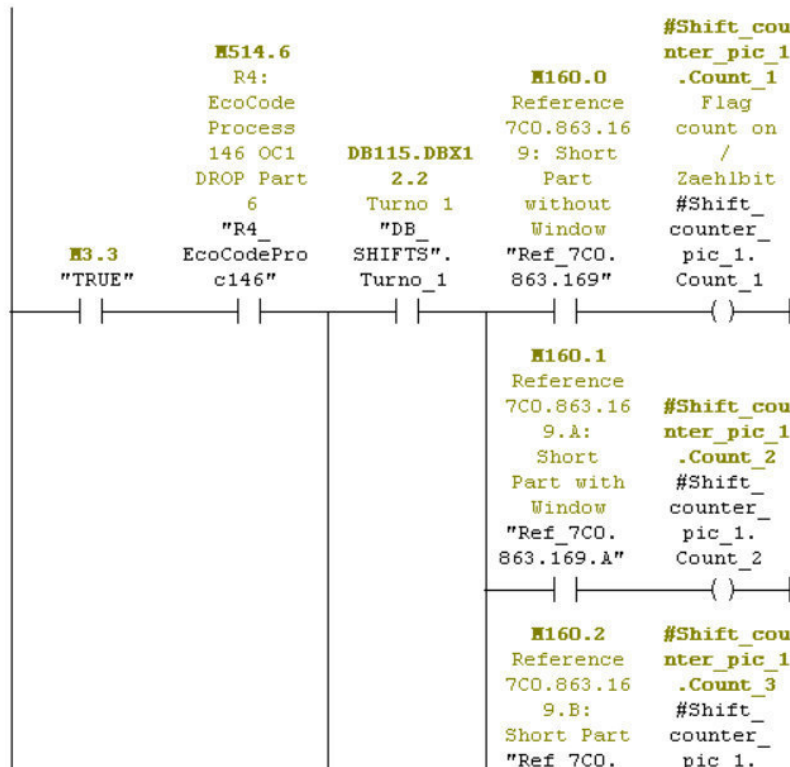 M3.3
"TRUE"
M514.6
R4:
EcoCode
Process
146 OC1
DROP Part
6
"R4_
EcoCodePro
c146"
DB115.DBX1
2.2
Turno 1
"DB_
SHIFTS".
Turno_1
M160.0
Reference
7C0.863.16
9: Short
Part
without
Window
"Ref_7C0.
863.169"
#Shift_cou
nter_pic_1
.Count_1
Flag
count on
/
Zaehlbit
#Shift_
counter_
pic_1.
Count_1
M160.1
Reference
7C0.863.16
9.A:
Short
Part with
Window
"Ref_7C0.
863.169.A"
#Shift_cou
nter_pic_1
.Count_2
#Shift_
counter_
pic_1.
Count_2
M160.2
Reference
7C0.863.16
9.B:
Short Part
"Ref_7C0.
#Shift_cou
nter_pic_1
.Count_3
#Shift_
counter_
pic_1.